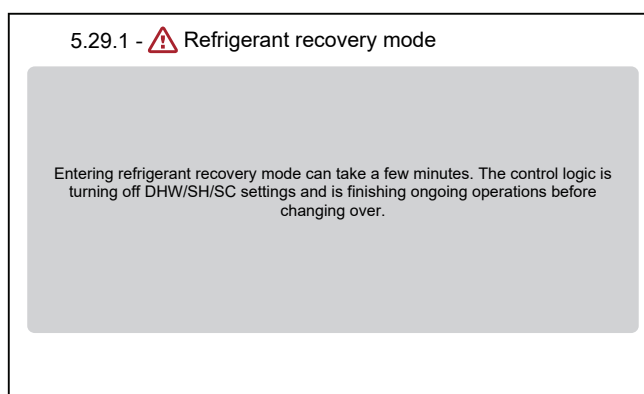 5.29.1 - Refrigerant recovery mode
Entering refrigerant recovery mode can take a few minutes. The control logic is
turning off DHW/SH/SC settings and is finishing ongoing operations before
changing over.